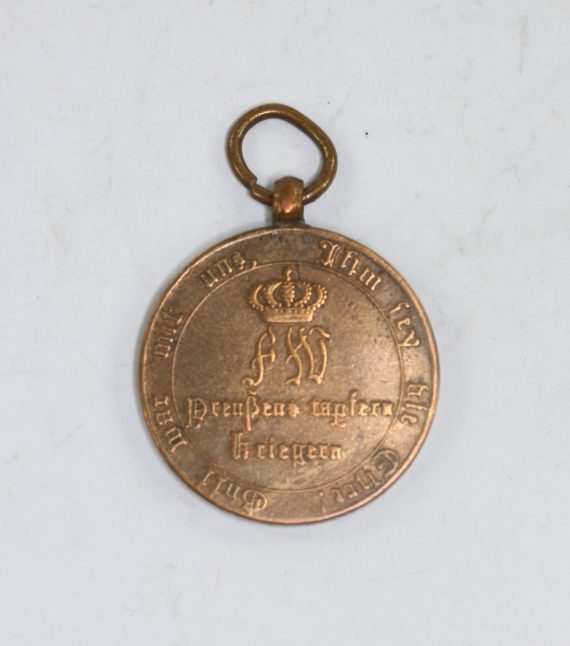 FW
Preußens tapfern
Kriegern
Gott war mit uns, Ihm sey die Ehre!